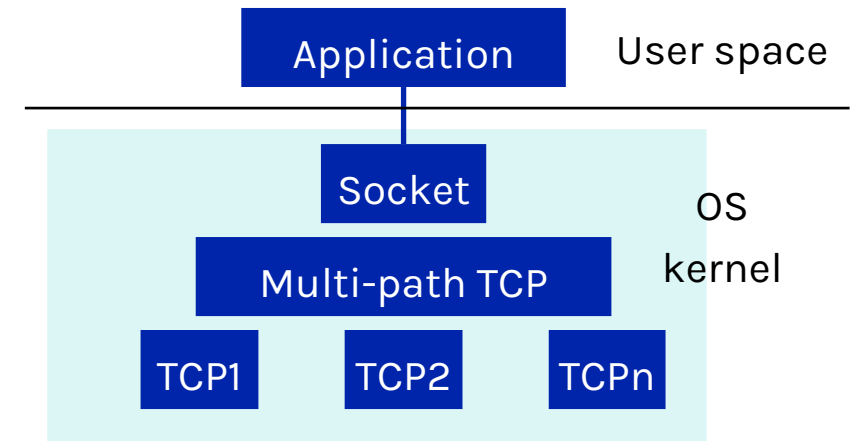 Application
User space
Socket
OS
kernel
Multi-path TCP
TCP1
TCP2
TCPn